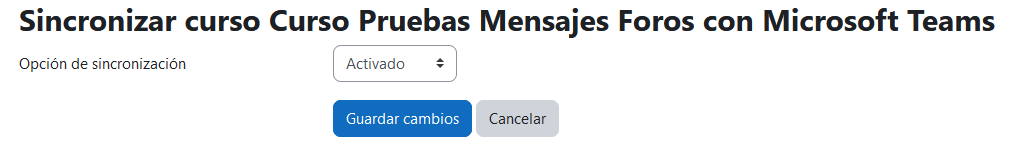 Sincronizar curso Curso Pruebas Mensajes Foros con Microsoft Teams
Opción de sincronización Activado
Guardar cambios Cancelar